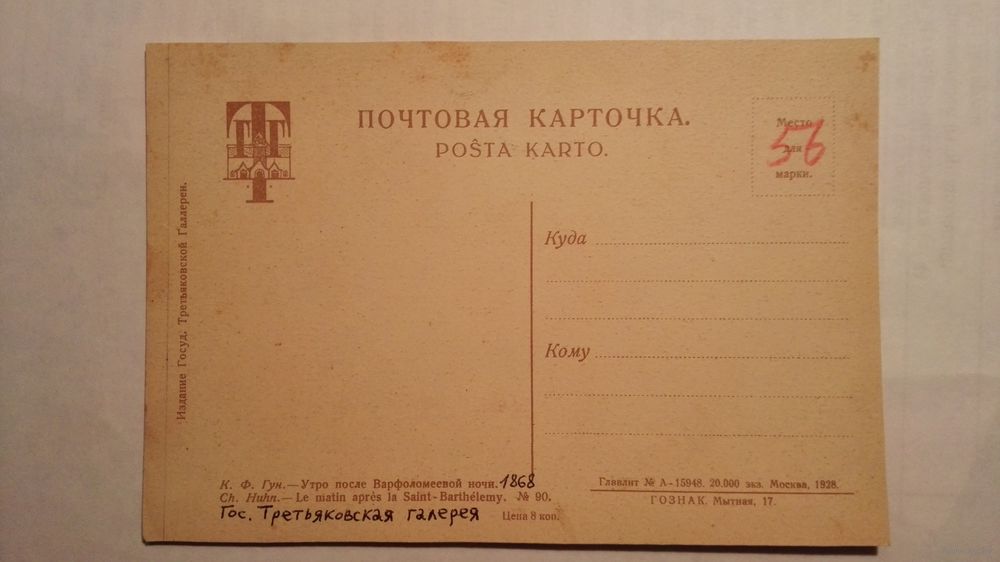 ПОЧТОВАЯ КАРТОЧКА.
POŜTA KARTO.
Место
для
марки.
56
Издание Госуд. Третьяковской Галлереи.
Куда
Кому
К. Ф. Гун.—Утро после Варфоломеевой ночи. 1868
Ch. Huhn.—Le matin après la Saint-Barthélemy. № 90.
Гос. Третьяковская галерея
Цена 8 коп.
Главлит № А-15948. 20.000 экз. Москва, 1928.
ГОЗНАК. Мытная, 17.